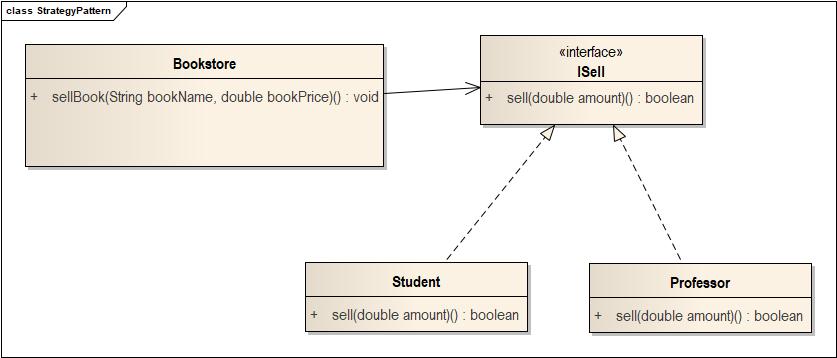 class StrategyPattern
Bookstore
+ sellBook(String bookName, double bookPrice)() : void
«interface»
ISell
+ sell(double amount)() : boolean
Student
+ sell(double amount)() : boolean
Professor
+ sell(double amount)() : boolean